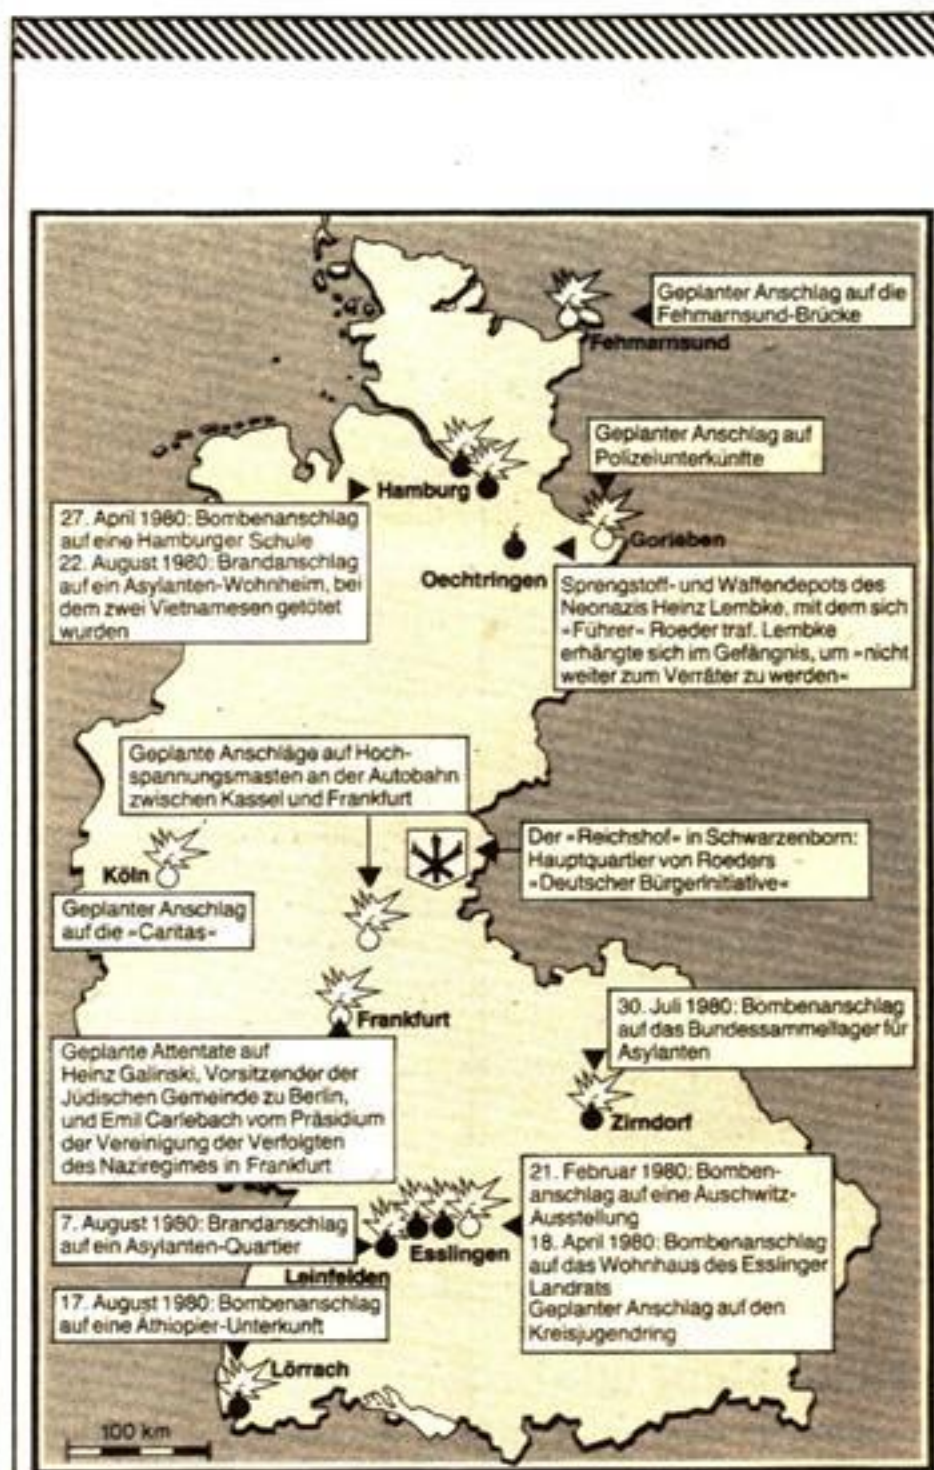 Geplanter Anschlag auf die
Fehmarnsund-Brücke
Fehmarnsund
Geplanter Anschlag auf
Polizeiunterkünfte
Hamburg
Gorleben
27. April 1980: Bombenanschlag
auf eine Hamburger Schule
22. August 1980: Brandanschlag
auf ein Asylanten-Wohnheim, bei
dem zwei Vietnamesen getötet
wurden
Oechtringen
Sprengstoff- und Waffendepots des
Neonazis Heinz Lembke, mit dem sich
»Führer« Roeder traf. Lembke
erhängte sich im Gefängnis, um »nicht
weiter zum Verräter zu werden«
Geplante Anschläge auf Hoch-
spannungsmasten an der Autobahn
zwischen Kassel und Frankfurt
Der »Reichshof« in Schwarzenborn:
Hauptquartier von Roeders
»Deutscher Bürgerinitiative«
Köln
Geplanter Anschlag
auf die »Caritas«
Frankfurt
Geplante Attentate auf
Heinz Galinski, Vorsitzender der
Jüdischen Gemeinde zu Berlin,
und Emil Carlebach vom Präsidium
der Vereinigung der Verfolgten
des Naziregimes in Frankfurt
30. Juli 1980: Bombenanschlag
auf das Bundessammellager für
Asylanten
Zirndorf
21. Februar 1980: Bomben-
anschlag auf eine Auschwitz-
Ausstellung
18. April 1980: Bombenanschlag
auf das Wohnhaus des Esslinger
Landrats
Geplanter Anschlag auf den
Kreisjugendring
7. August 1980: Brandanschlag
auf ein Asylanten-Quartier
Esslingen
Leinfelden
17. August 1980: Bombenanschlag
auf eine Äthiopier-Unterkunft
Lörrach
100 km